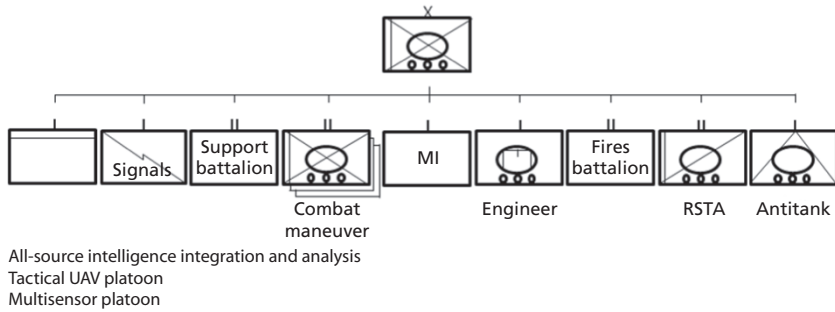 X
I
I
II
II
I
I
II
II
I
Signals
Support
battalion
MI
Fires
battalion
Combat
maneuver
Engineer
RSTA
Antitank
All-source intelligence integration and analysis
Tactical UAV platoon
Multisensor platoon